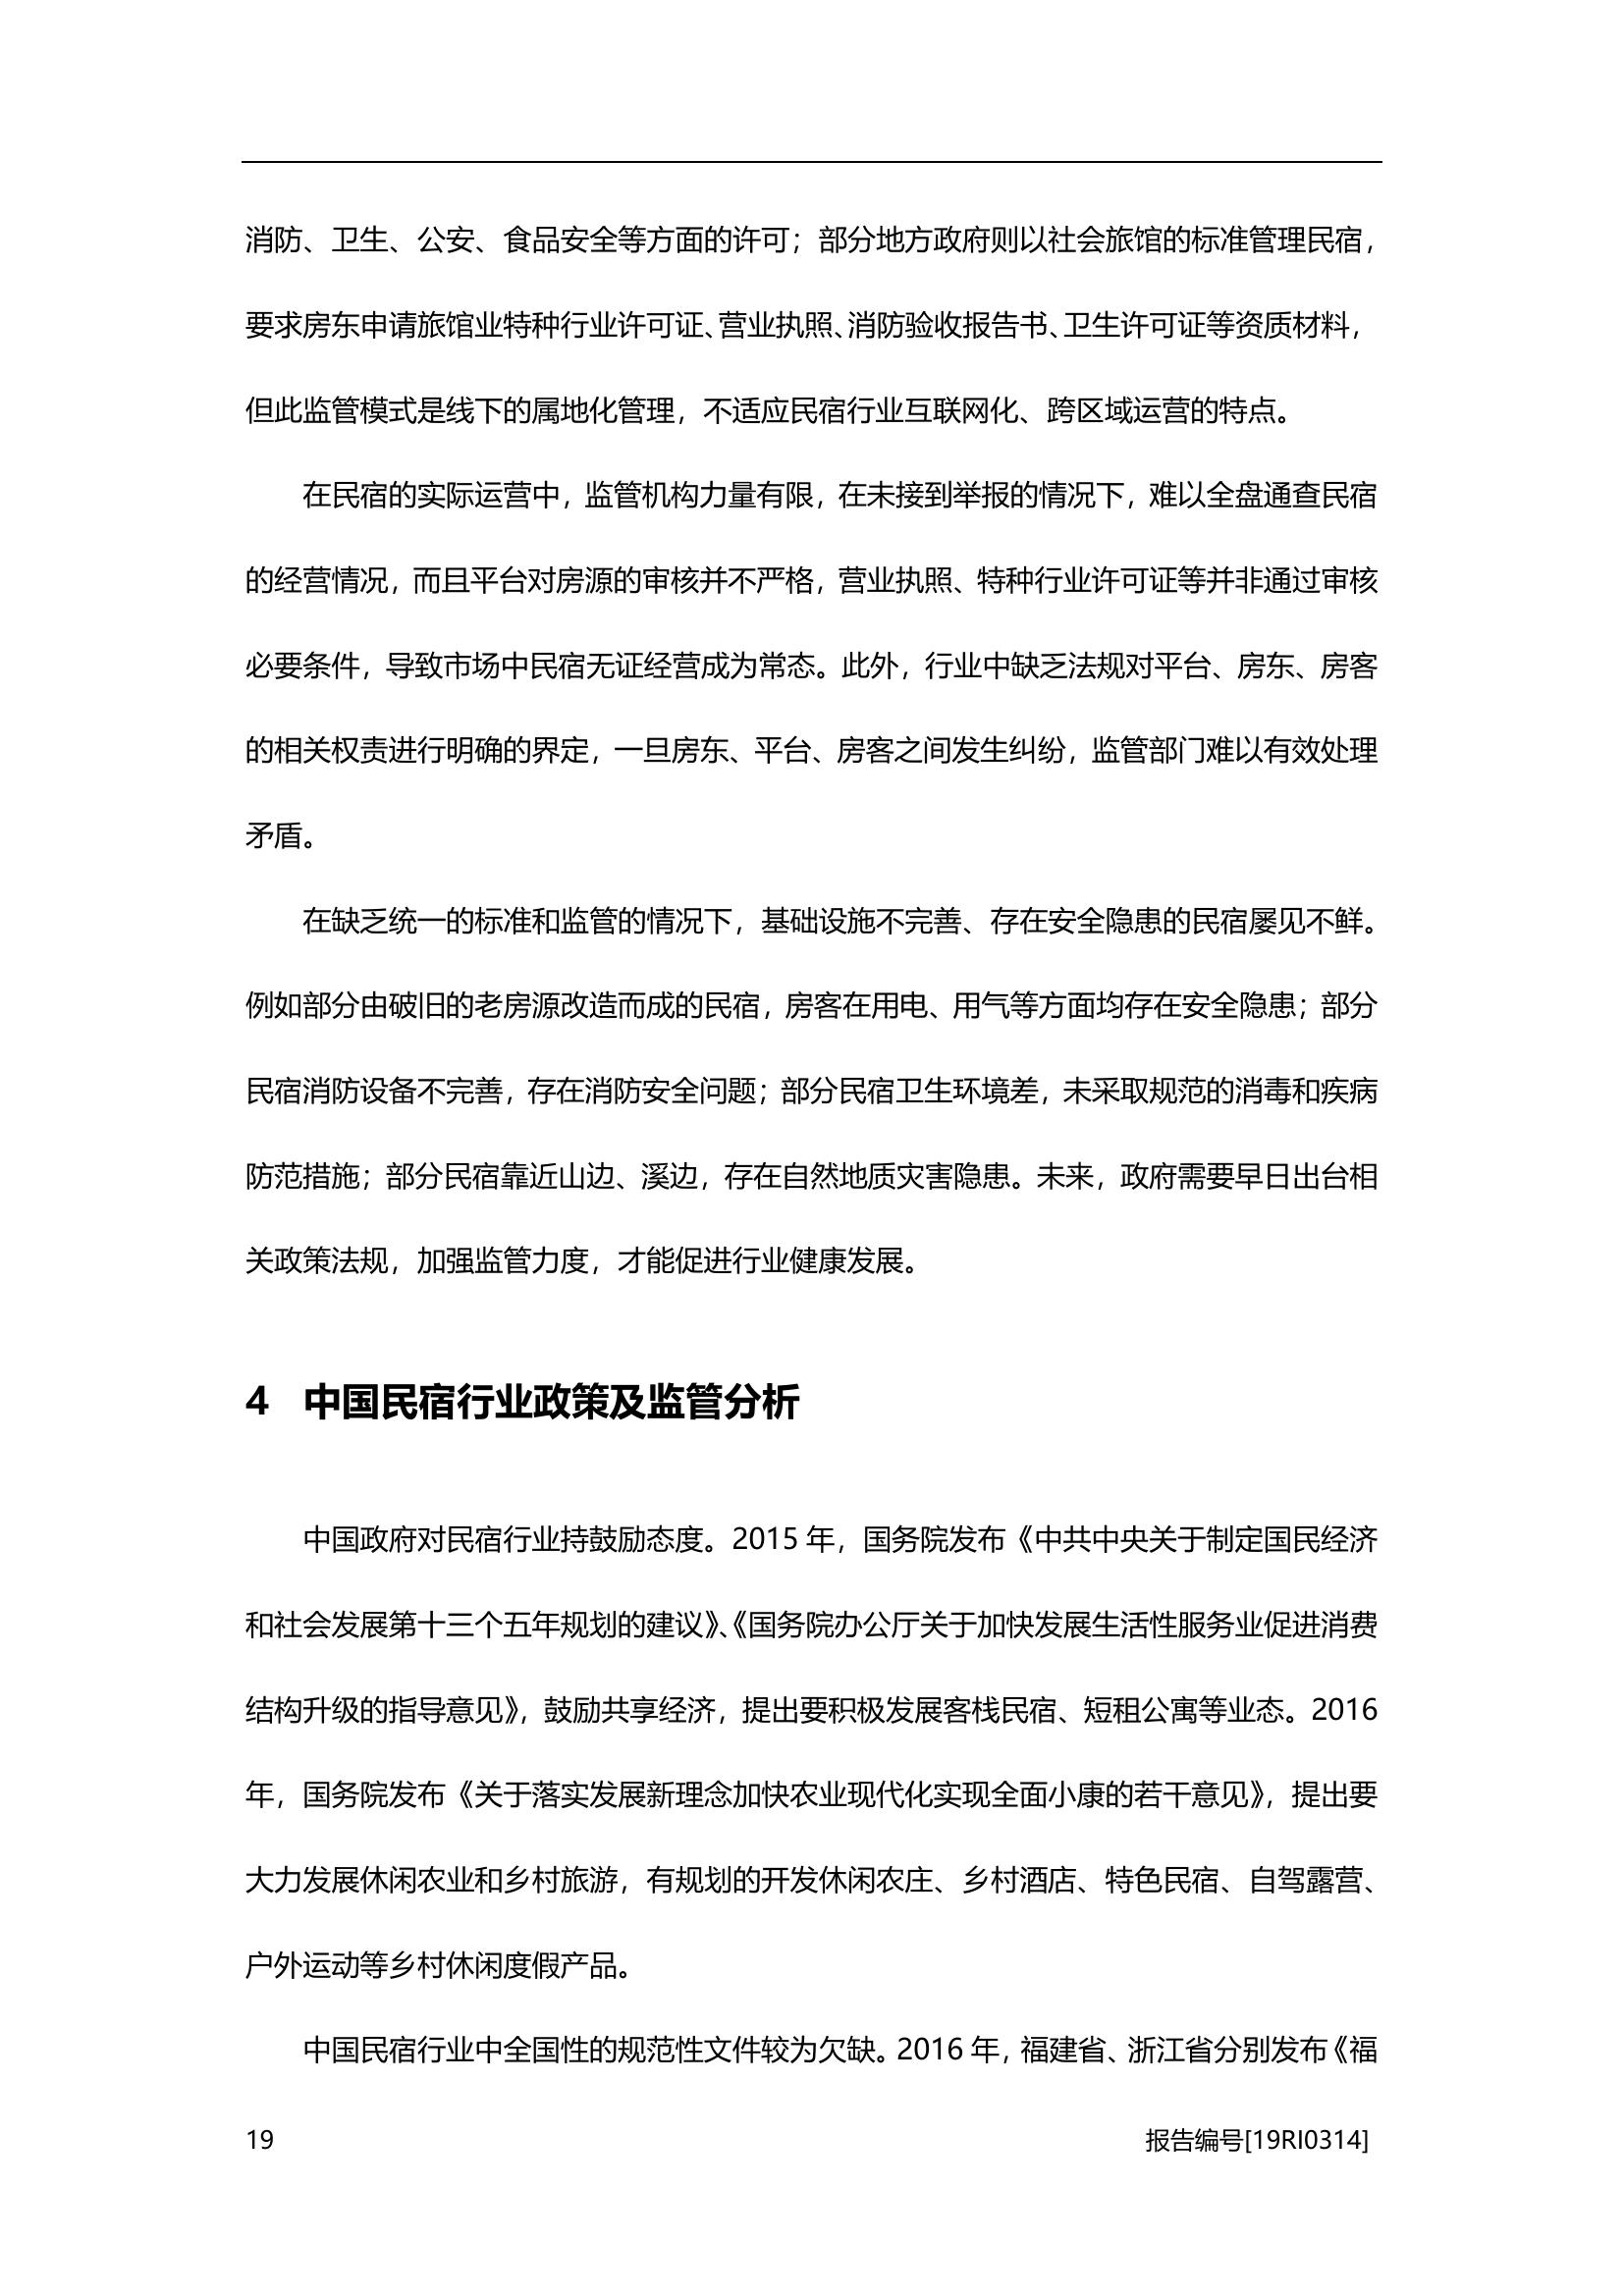 消防、卫生、公安、食品安全等方面的许可；部分地方政府则以社会旅馆的标准管理民宿，
要求房东申请旅馆业特种行业许可证、营业执照、消防验收报告书、卫生许可证等资质材料，
但此监管模式是线下的属地化管理，不适应民宿行业互联网化、跨区域运营的特点。
在民宿的实际运营中，监管机构力量有限，在未接到举报的情况下，难以全盘通查民宿
的经营情况，而且平台对房源的审核并不严格，营业执照、特种行业许可证等并非通过审核
必要条件，导致市场中民宿无证经营成为常态。此外，行业中缺乏法规对平台、房东、房客
的相关权责进行明确的界定，一旦房东、平台、房客之间发生纠纷，监管部门难以有效处理
矛盾。
在缺乏统一的标准和监管的情况下，基础设施不完善、存在安全隐患的民宿屡见不鲜。
例如部分由破旧的老房源改造而成的民宿，房客在用电、用气等方面均存在安全隐患；部分
民宿消防设备不完善，存在消防安全问题；部分民宿卫生环境差，未采取规范的消毒和疾病
防范措施；部分民宿靠近山边、溪边，存在自然地质灾害隐患。未来，政府需要早日出台相
关政策法规，加强监管力度，才能促进行业健康发展。
4 中国民宿行业政策及监管分析
中国政府对民宿行业持鼓励态度。2015 年，国务院发布《中共中央关于制定国民经济
和社会发展第十三个五年规划的建议》、《国务院办公厅关于加快发展生活性服务业促进消费
结构升级的指导意见》，鼓励共享经济，提出要积极发展客栈民宿、短租公寓等业态。2016
年，国务院发布《关于落实发展新理念加快农业现代化实现全面小康的若干意见》，提出要
大力发展休闲农业和乡村旅游，有规划的开发休闲农庄、乡村酒店、特色民宿、自驾露营、
户外运动等乡村休闲度假产品。
中国民宿行业中全国性的规范性文件较为欠缺。2016 年，福建省、浙江省分别发布《福
19 报告编号[19RI0314]